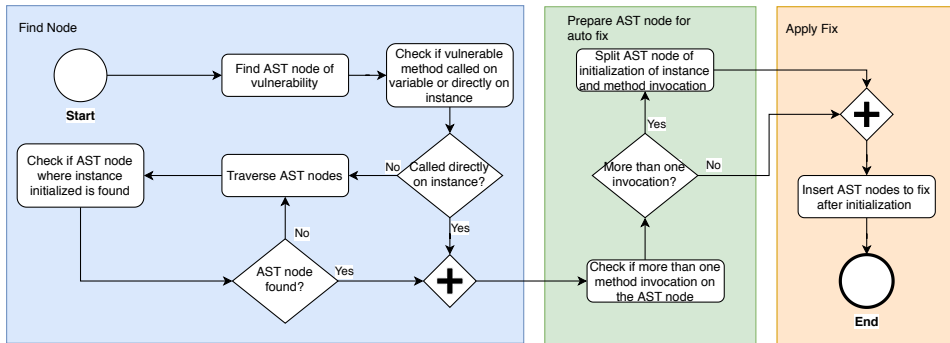 Find Node
Start
Find AST node of
vulnerability
Check if vulnerable
method called on
variable or directly on
instance
Called directly
on instance?
No
Yes
Traverse AST nodes
Check if AST node
where instance
initialized is found
AST node
found?
No
Yes
Prepare AST node for
auto fix
Split AST node of
initialization of instance
and method invocation
Yes
More than one
invocation?
No
Check if more than one
method invocation on
the AST node
Apply Fix
Insert AST nodes to fix
after initialization
End